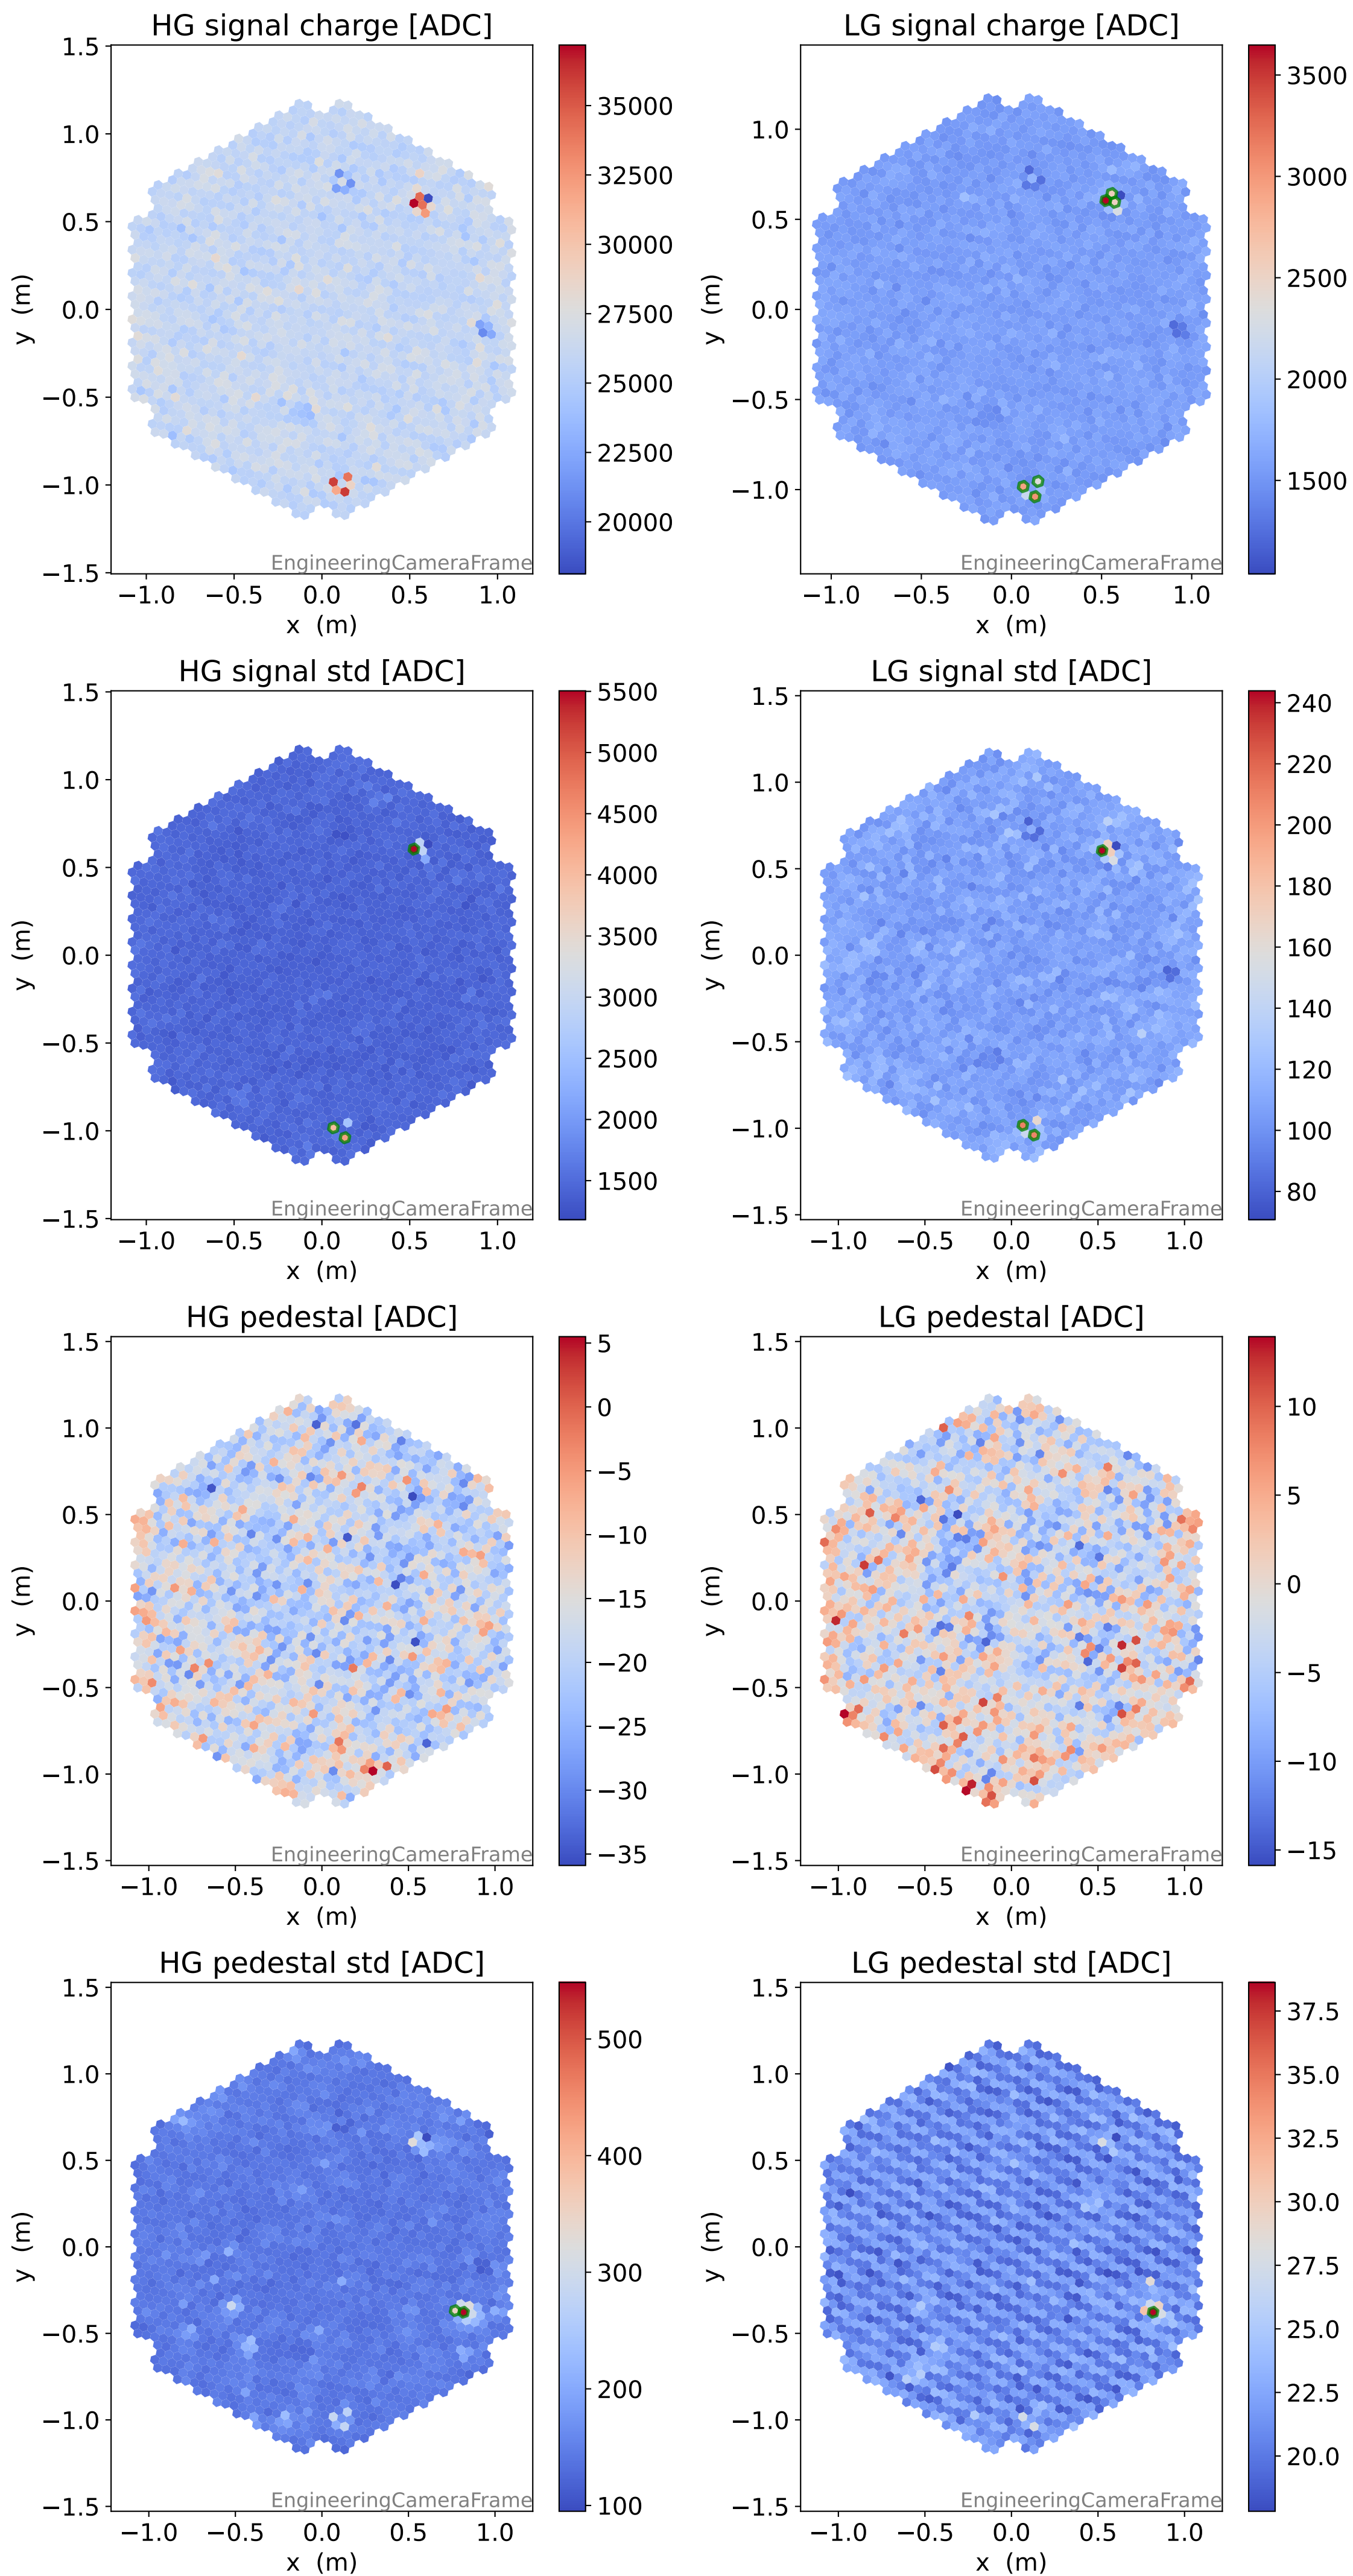 HG signal charge [ADC]
1.5
1.0
0.5
0.0
−0.5
−1.0
−1.5
y (m)
−1.0 −0.5 0.0 0.5 1.0
x (m)
EngineeringCameraFrame
35000
32500
30000
27500
25000
22500
20000
LG signal charge [ADC]
1.0
0.5
0.0
−0.5
−1.0
y (m)
−1.0 −0.5 0.0 0.5 1.0
x (m)
EngineeringCameraFrame
3500
3000
2500
2000
1500
HG signal std [ADC]
1.5
1.0
0.5
0.0
−0.5
−1.0
−1.5
y (m)
−1.0 −0.5 0.0 0.5 1.0
x (m)
EngineeringCameraFrame
5500
5000
4500
4000
3500
3000
2500
2000
1500
LG signal std [ADC]
1.5
1.0
0.5
0.0
−0.5
−1.0
−1.5
y (m)
−1.0 −0.5 0.0 0.5 1.0
x (m)
EngineeringCameraFrame
240
220
200
180
160
140
120
100
80
HG pedestal [ADC]
1.5
1.0
0.5
0.0
−0.5
−1.0
−1.5
y (m)
−1.0 −0.5 0.0 0.5 1.0
x (m)
EngineeringCameraFrame
5
0
−5
−10
−15
−20
−25
−30
−35
LG pedestal [ADC]
1.5
1.0
0.5
0.0
−0.5
−1.0
−1.5
y (m)
−1.0 −0.5 0.0 0.5 1.0
x (m)
EngineeringCameraFrame
10
5
0
−5
−10
−15
HG pedestal std [ADC]
1.5
1.0
0.5
0.0
−0.5
−1.0
−1.5
y (m)
−1.0 −0.5 0.0 0.5 1.0
x (m)
EngineeringCameraFrame
500
400
300
200
100
LG pedestal std [ADC]
1.5
1.0
0.5
0.0
−0.5
−1.0
−1.5
y (m)
−1.0 −0.5 0.0 0.5 1.0
x (m)
EngineeringCameraFrame
37.5
35.0
32.5
30.0
27.5
25.0
22.5
20.0